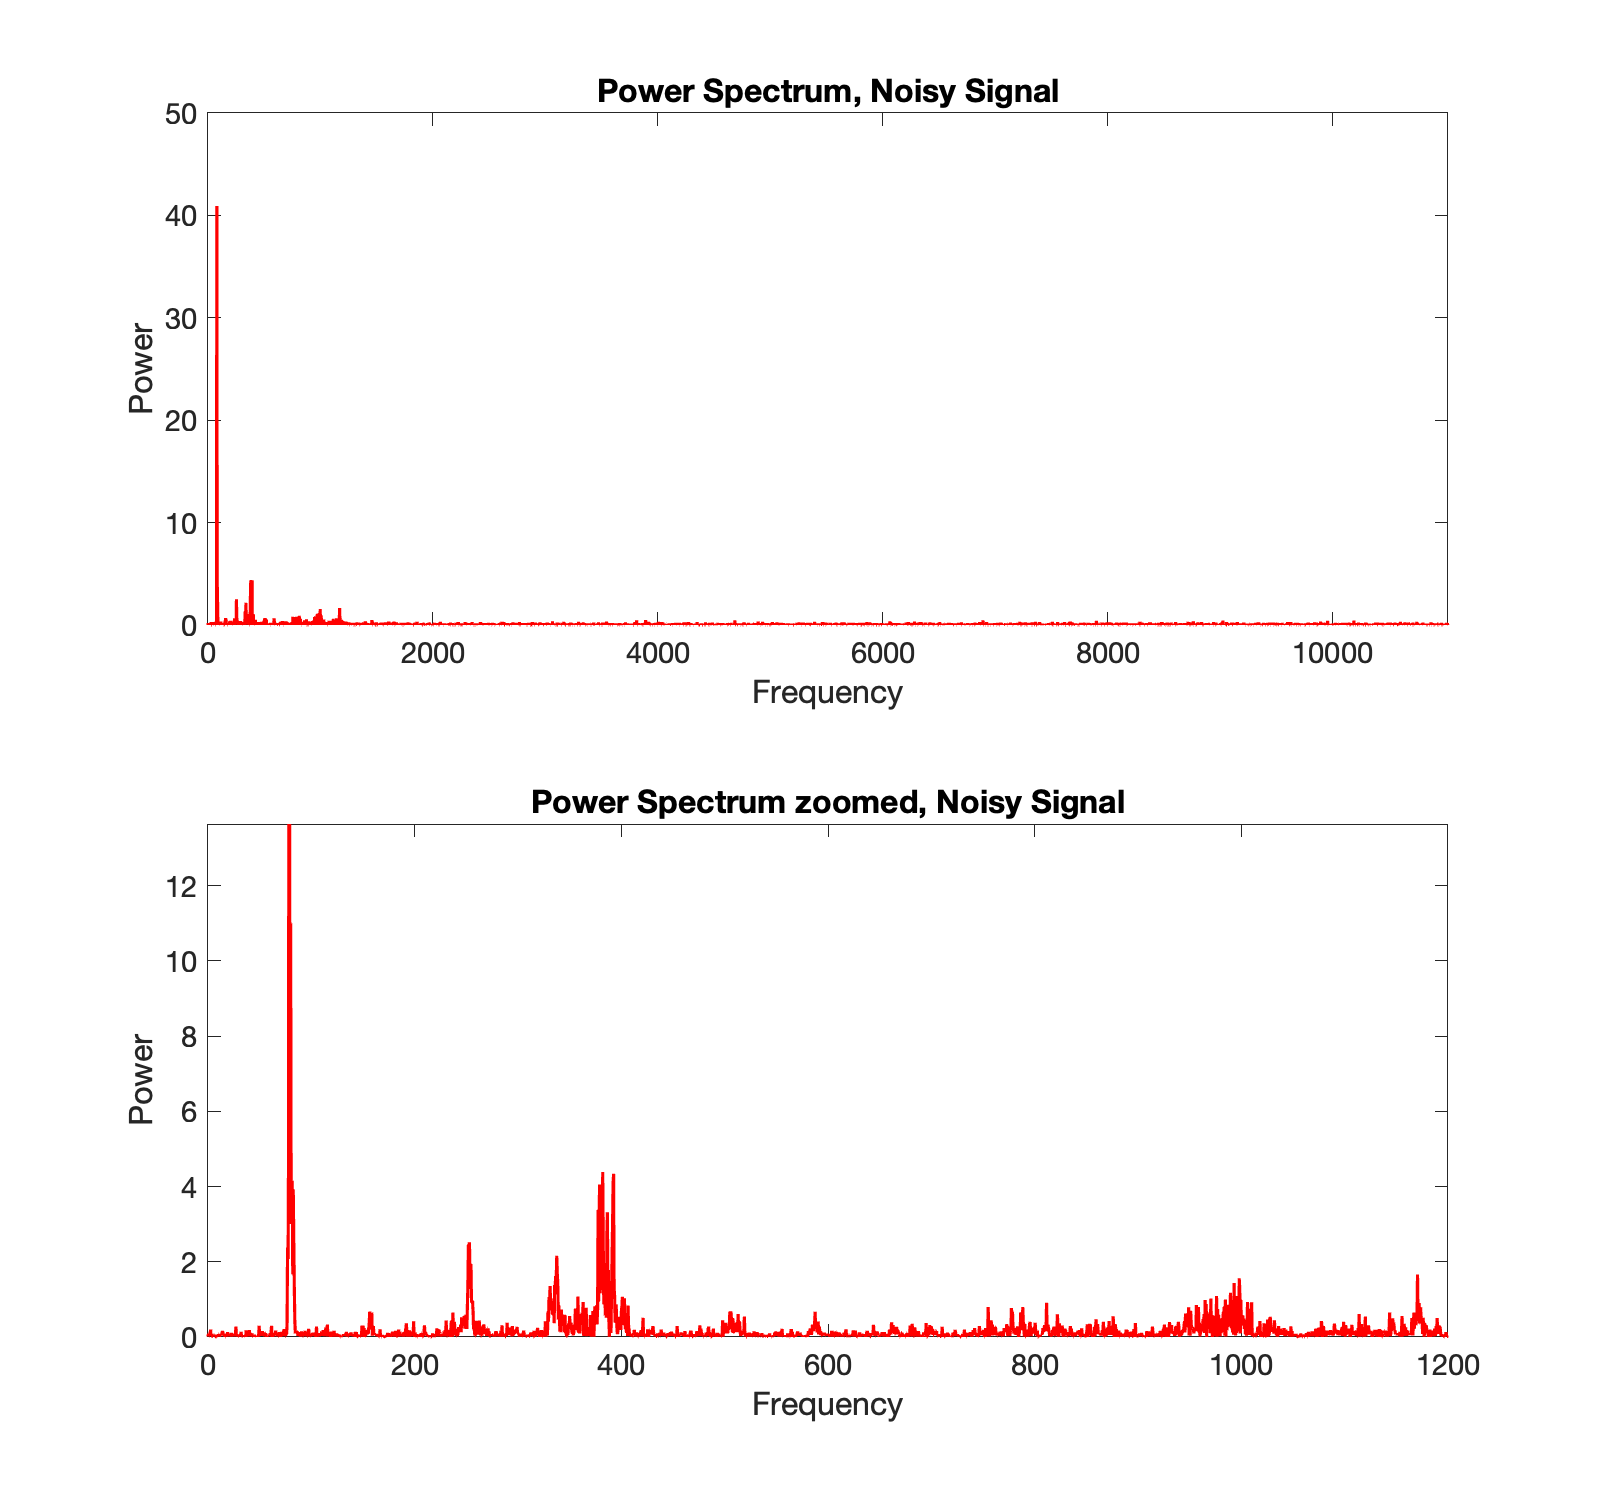 Power Spectrum, Noisy Signal
50
40
30
20
10
0
Power
0 2000 4000 6000 8000 10000
Frequency
Power Spectrum zoomed, Noisy Signal
12
10
8
6
4
2
0
Power
0 200 400 600 800 1000 1200
Frequency